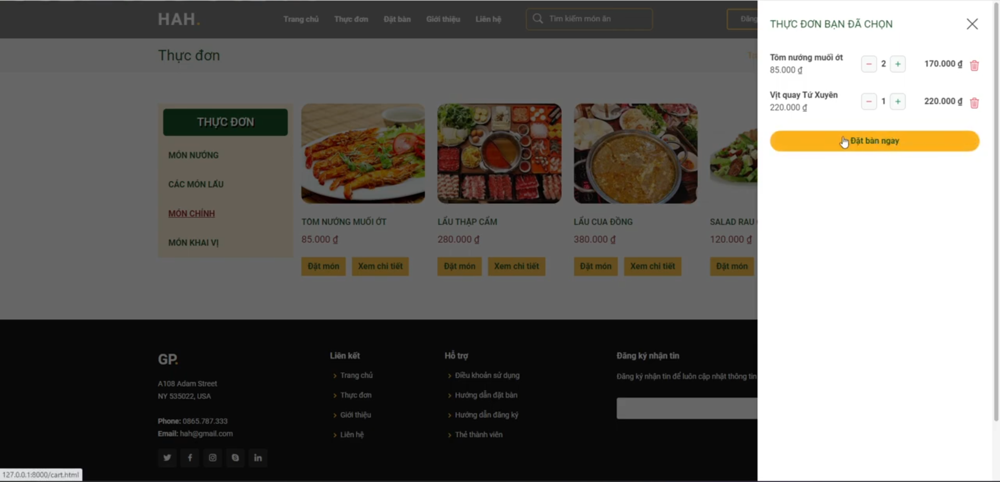 HAH.
Trang chủ
Thực đơn
Đặt bàn
Giới thiệu
Liên hệ
Tìm kiếm món ăn
Thực đơn
THỰC ĐƠN
MÓN NƯỚNG
CÁC MÓN LẨU
MÓN CHÍNH
MÓN KHAI VỊ
TÔM NƯỚNG MUỐI ỚT
85.000 ₫
Đặt món
Xem chi tiết
LẨU THẬP CẨM
280.000 ₫
Đặt món
Xem chi tiết
LẨU CUA ĐỒNG
380.000 ₫
Đặt món
Xem chi tiết
SALAD RAU
120.000 ₫
Đặt món
THỰC ĐƠN BẠN ĐÃ CHỌN
Tôm nướng muối ớt
85.000 ₫
− 2 +
170.000 ₫
Vịt quay Tứ Xuyên
220.000 ₫
− 1 +
220.000 ₫
Đặt bàn ngay
GP.
A108 Adam Street
NY 535022, USA
Phone: 0865.787.333
Email: hah@gmail.com
Liên kết
Trang chủ
Thực đơn
Giới thiệu
Liên hệ
Hỗ trợ
Điều khoản sử dụng
Hướng dẫn đặt bàn
Hướng dẫn đăng ký
Thẻ thành viên
Đăng ký nhận tin
Đăng ký nhận tin để luôn cập nhật thông tin
127.0.0.1:8000/cart.html